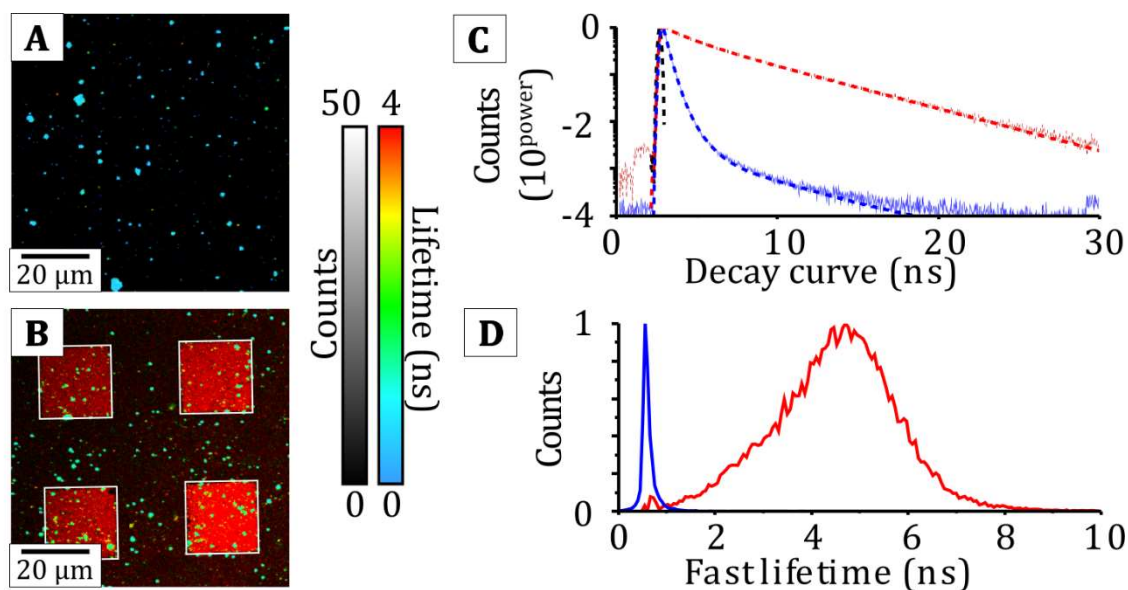 A
20 μm
B
20 μm
50 4
Counts
Lifetime (ns)
0 0
C
Counts
(10power)
0
-2
-4
0 10 20 30
Decay curve (ns)
D
Counts
1
0
0 2 4 6 8 10
Fast lifetime (ns)